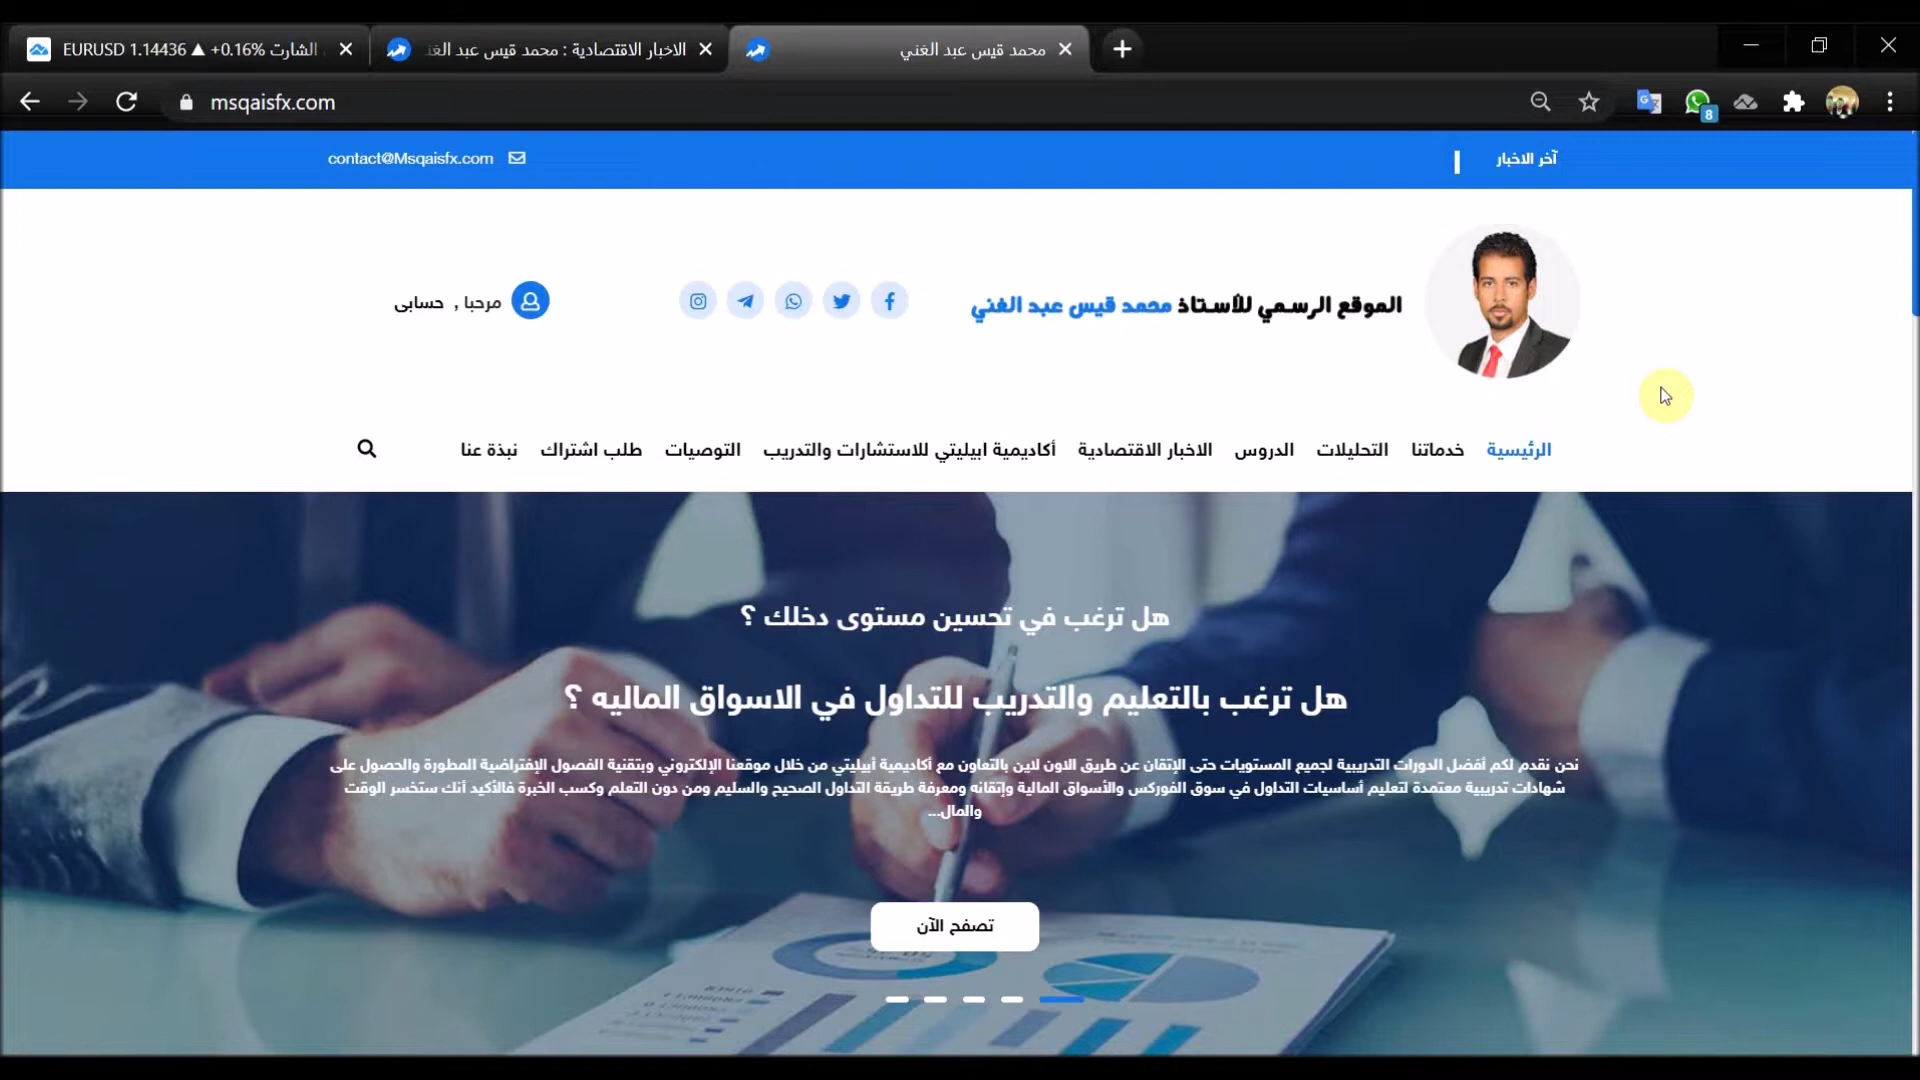 EURUSD 1.14436 ▲ +0.16% الشارت
الاخبار الاقتصادية : محمد قيس عبد الغني
محمد قيس عبد الغني
msqaisfx.com
8
آخر الاخبار
contact@Msqaisfx.com
الموقع الرسمي للأستاذ محمد قيس عبد الغني
مرحبا , حسابى
الرئيسية خدماتنا التحليلات الدروس الاخبار الاقتصادية أكاديمية ابيليتي للاستشارات والتدريب التوصيات طلب اشتراك نبذة عنا
هل ترغب في تحسين مستوى دخلك ؟
هل ترغب بالتعليم والتدريب للتداول في الاسواق الماليه ؟
نحن نقدم لكم أفضل الدورات التدريبية لجميع المستويات حتى الإتقان عن طريق الاون لاين بالتعاون مع أكاديمية أبيليتي من خلال موقعنا الإلكتروني وبتقنية الفصول الإفتراضية المطورة والحصول على
شهادات تدريبية معتمدة لتعليم أساسيات التداول في سوق الفوركس والأسواق المالية وإتقانه ومعرفة طريقة التداول الصحيح والسليم ومن دون التعلم وكسب الخبرة فالأكيد أنك ستخسر الوقت
والمال...
تصفح الآن